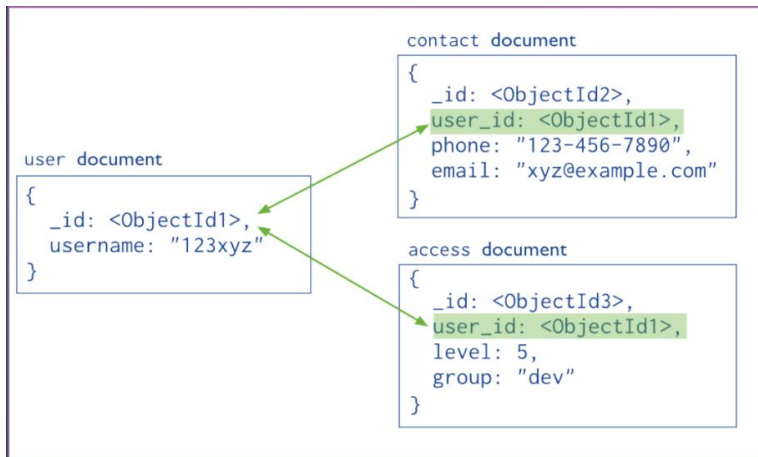 user document
{
_id: <ObjectId1>,
username: "123xyz"
}
contact document
{
_id: <ObjectId2>,
user_id: <ObjectId1>,
phone: "123-456-7890",
email: "xyz@example.com"
}
access document
{
_id: <ObjectId3>,
user_id: <ObjectId1>,
level: 5,
group: "dev"
}